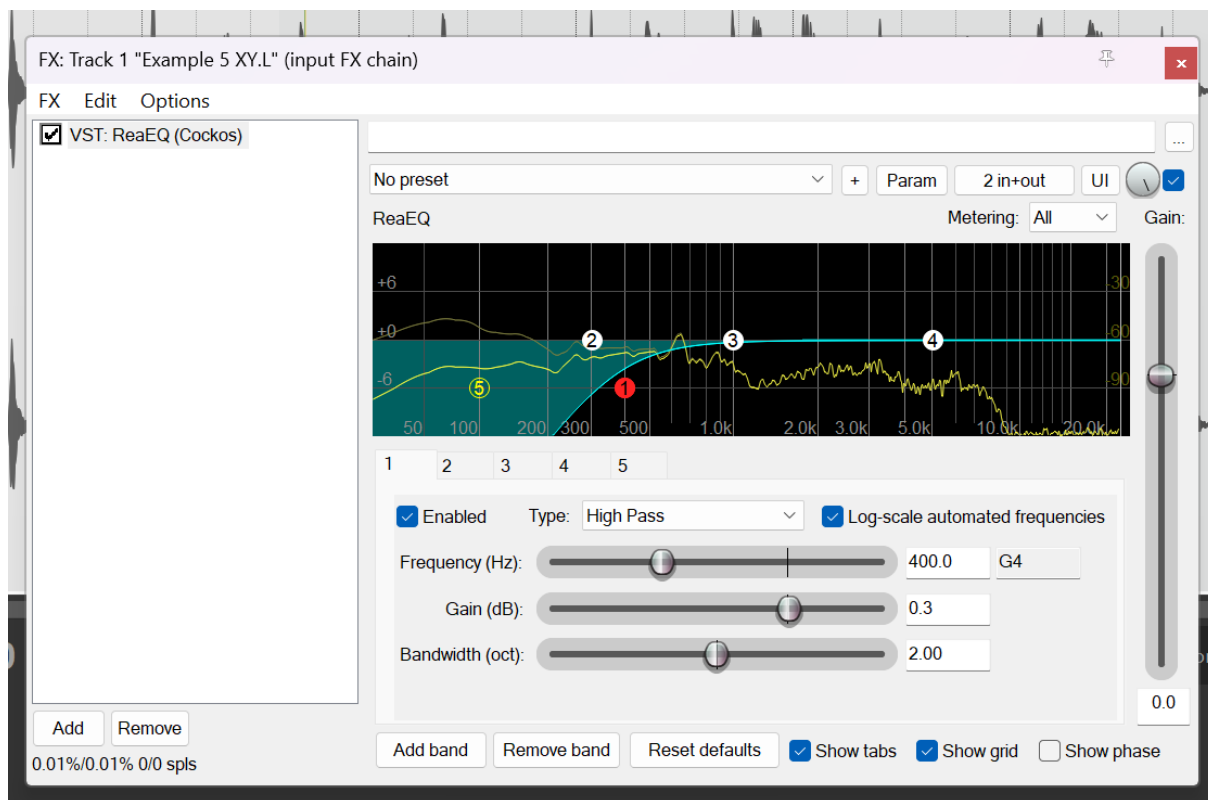 FX: Track 1 "Example 5 XY.L" (input FX chain)
FX Edit Options
VST: ReaEQ (Cockos)
...
No preset + Param 2 in+out UI
ReaEQ Metering: All Gain:
+6 -30
+0 -60
2 3 4
-6 -90
5 1
50 100 200 300 500 1.0k 2.0k 3.0k 5.0k 10.0k 20.0k
1 2 3 4 5
Enabled Type: High Pass Log-scale automated frequencies
Frequency (Hz): 400.0 G4
Gain (dB): 0.3
Bandwidth (oct): 2.00
0.0
Add Remove
Add band Remove band Reset defaults Show tabs Show grid Show phase
0.01%/0.01% 0/0 spls